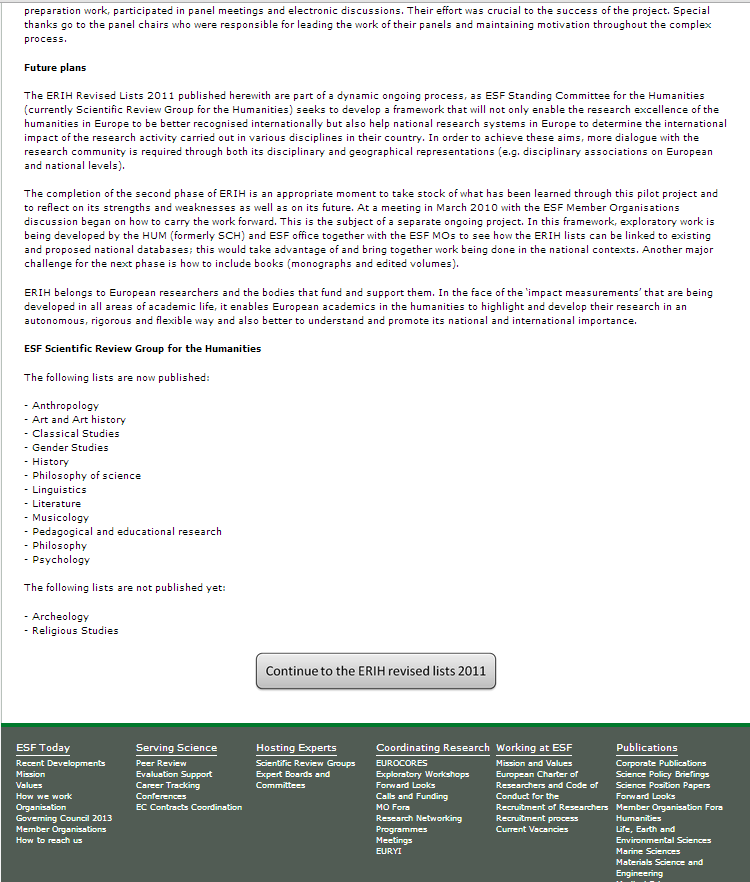 preparation work, participated in panel meetings and electronic discussions. Their effort was crucial to the success of the project. Special
thanks go to the panel chairs who were responsible for leading the work of their panels and maintaining motivation throughout the complex
process.
Future plans
The ERIH Revised Lists 2011 published herewith are part of a dynamic ongoing process, as ESF Standing Committee for the Humanities
(currently Scientific Review Group for the Humanities) seeks to develop a framework that will not only enable the research excellence of the
humanities in Europe to be better recognised internationally but also help national research systems in Europe to determine the international
impact of the research activity carried out in various disciplines in their country. In order to achieve these aims, more dialogue with the
research community is required through both its disciplinary and geographical representations (e.g. disciplinary associations on European
and national levels).
The completion of the second phase of ERIH is an appropriate moment to take stock of what has been learned through this pilot project and
to reflect on its strengths and weaknesses as well as on its future. At a meeting in March 2010 with the ESF Member Organisations
discussion began on how to carry the work forward. This is the subject of a separate ongoing project. In this framework, exploratory work is
being developed by the HUM (formerly SCH) and ESF office together with the ESF MOs to see how the ERIH lists can be linked to existing
and proposed national databases; this would take advantage of and bring together work being done in the national contexts. Another major
challenge for the next phase is how to include books (monographs and edited volumes).
ERIH belongs to European researchers and the bodies that fund and support them. In the face of the 'impact measurements' that are being
developed in all areas of academic life, it enables European academics in the humanities to highlight and develop their research in an
autonomous, rigorous and flexible way and also better to understand and promote its national and international importance.
ESF Scientific Review Group for the Humanities
The following lists are now published:
- Anthropology
- Art and Art history
- Classical Studies
- Gender Studies
- History
- Philosophy of science
- Linguistics
- Literature
- Musicology
- Pedagogical and educational research
- Philosophy
- Psychology
The following lists are not published yet:
- Archeology
- Religious Studies
Continue to the ERIH revised lists 2011
ESF Today
Recent Developments
Mission
Values
How we work
Organisation
Governing Council 2013
Member Organisations
How to reach us
Serving Science
Peer Review
Evaluation Support
Career Tracking
Conferences
EC Contracts Coordination
Hosting Experts
Scientific Review Groups
Expert Boards and
Committees
Coordinating Research
EUROCORES
Exploratory Workshops
Forward Looks
Calls and Funding
MO Fora
Research Networking
Programmes
Meetings
EURYI
Working at ESF
Mission and Values
European Charter of
Researchers and Code of
Conduct for the
Recruitment of Researchers
Recruitment process
Current Vacancies
Publications
Corporate Publications
Science Policy Briefings
Science Position Papers
Forward Looks
Member Organisation Fora
Humanities
Life, Earth and
Environmental Sciences
Marine Sciences
Materials Science and
Engineering